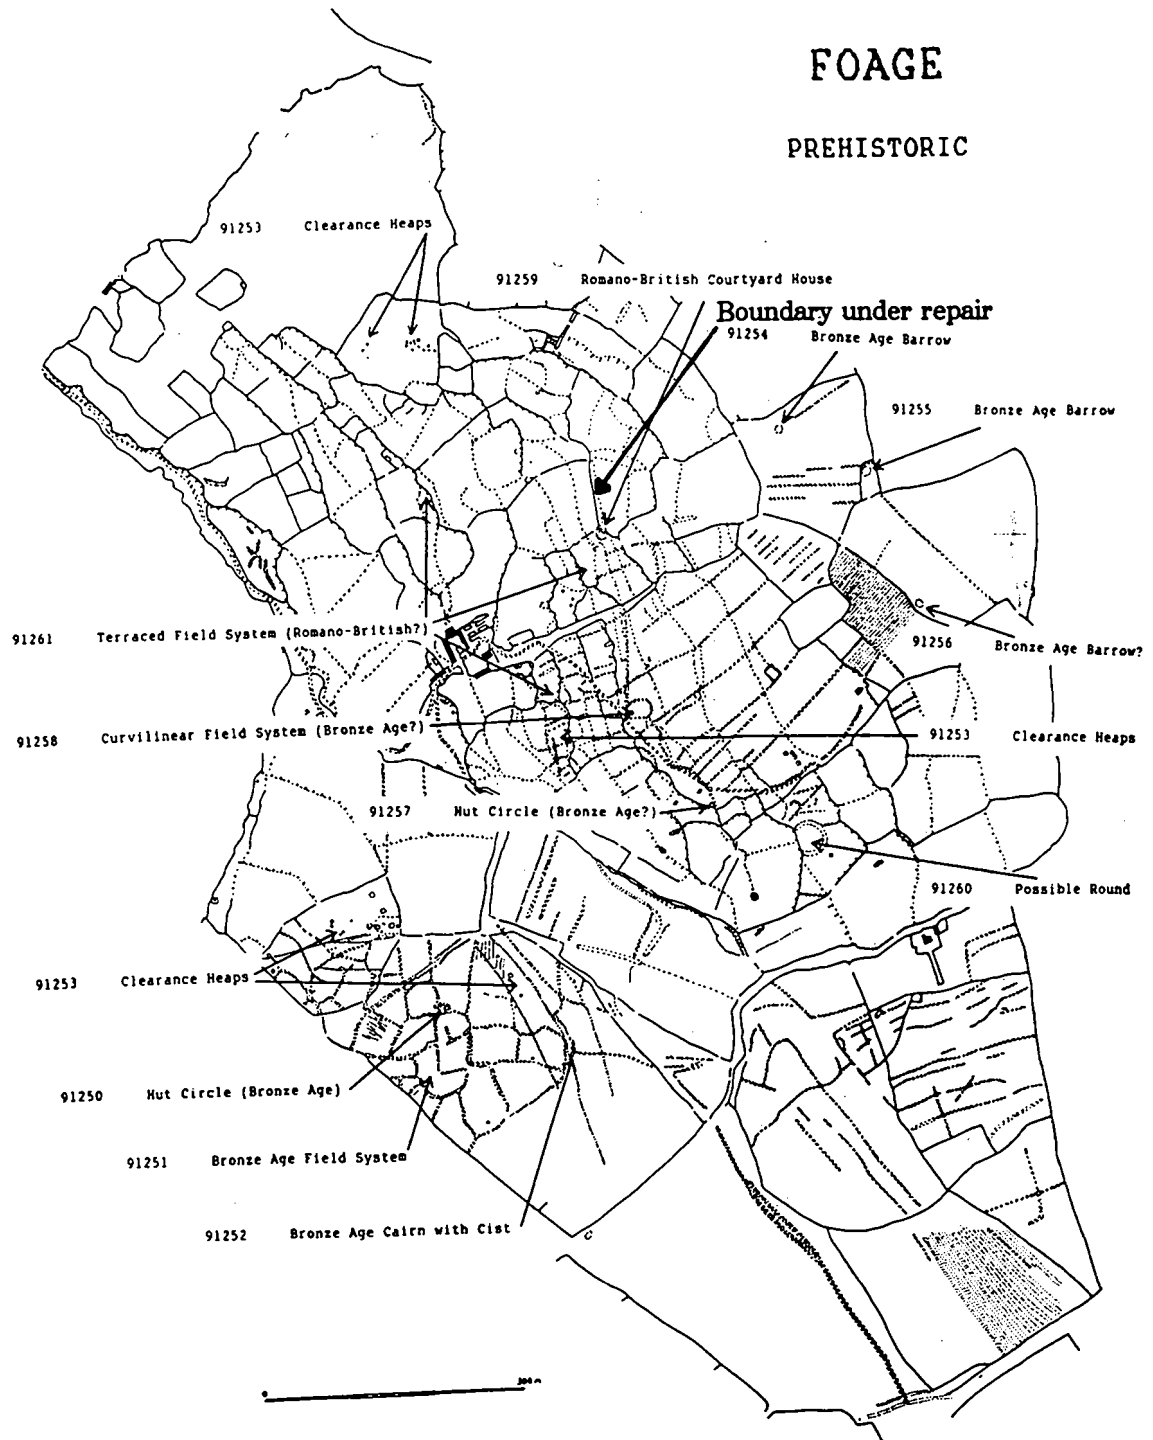 FOAGE
PREHISTORIC
91253 Clearance Heaps
91259 Romano-British Courtyard House
Boundary under repair
91254 Bronze Age Barrow
91255 Bronze Age Barrow
91261 Terraced Field System (Romano-British?)
91256 Bronze Age Barrow?
91258 Curvilinear Field System (Bronze Age?)
91253 Clearance Heaps
91257 Hut Circle (Bronze Age?)
91260 Possible Round
91253 Clearance Heaps
91250 Hut Circle (Bronze Age)
91251 Bronze Age Field System
91252 Bronze Age Cairn with Cist
0